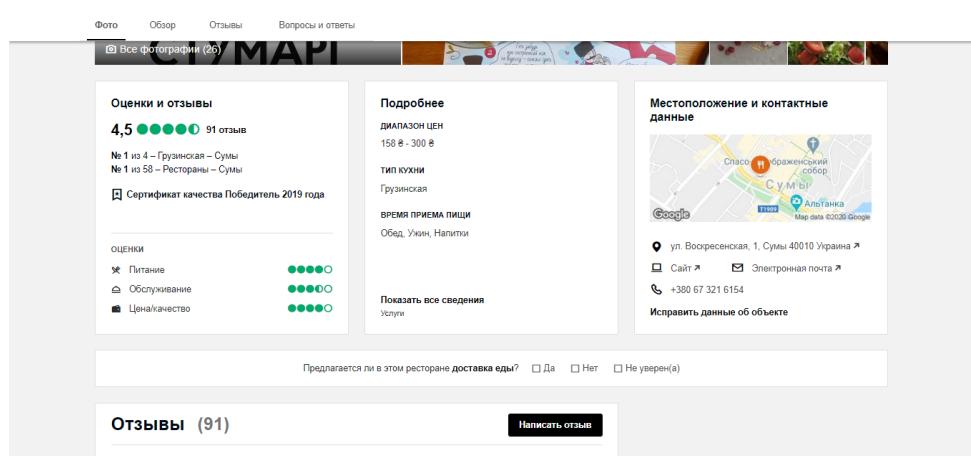 Фото Обзор Отзывы Вопросы и ответы
Все фотографии (26)
СТУМАРІ
Оценки и отзывы
4,5 91 отзыв
№ 1 из 4 – Грузинская – Сумы
№ 1 из 58 – Рестораны – Сумы
Сертификат качества Победитель 2019 года
ОЦЕНКИ
Питание
Обслуживание
Цена/качество
Подробнее
ДИАПАЗОН ЦЕН
158 ₴ - 300 ₴
ТИП КУХНИ
Грузинская
ВРЕМЯ ПРИЕМА ПИЩИ
Обед, Ужин, Напитки
Показать все сведения
Услуги
Местоположение и контактные
данные
Спасо ображенский
собор
Сумы
Альтанка
T1909
Google
Map data ©2020 Google
ул. Воскресенская, 1, Сумы 40010 Украина
Сайт Электронная почта
+380 67 321 6154
Исправить данные об объекте
Предлагается ли в этом ресторане доставка еды? Да Нет Не уверен(а)
Отзывы (91)
Написать отзыв